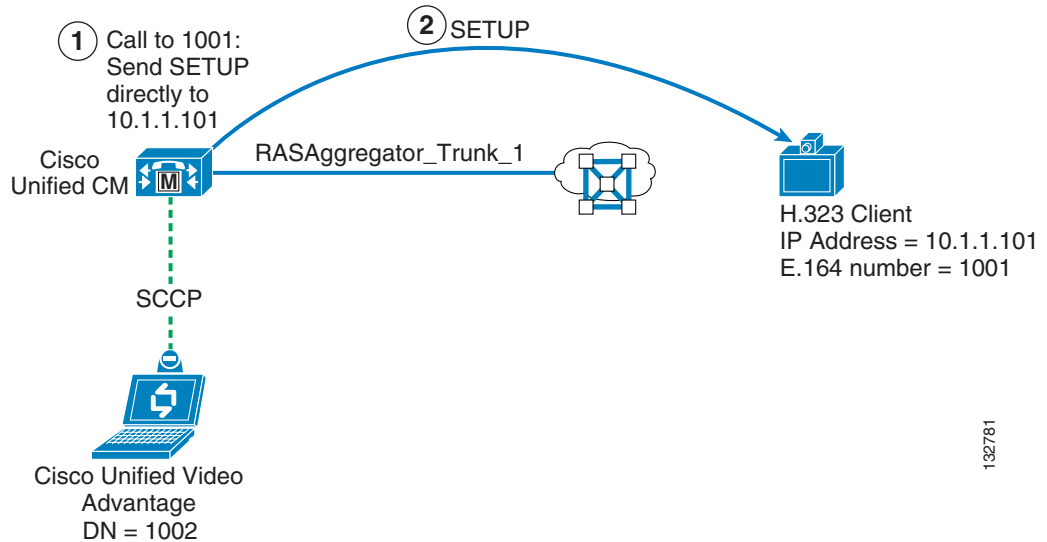 1 Call to 1001:
Send SETUP
directly to
10.1.1.101
2 SETUP
Cisco
Unified CM
M
RASAggregator_Trunk_1
H.323 Client
IP Address = 10.1.1.101
E.164 number = 1001
SCCP
Cisco Unified Video
Advantage
DN = 1002
132781